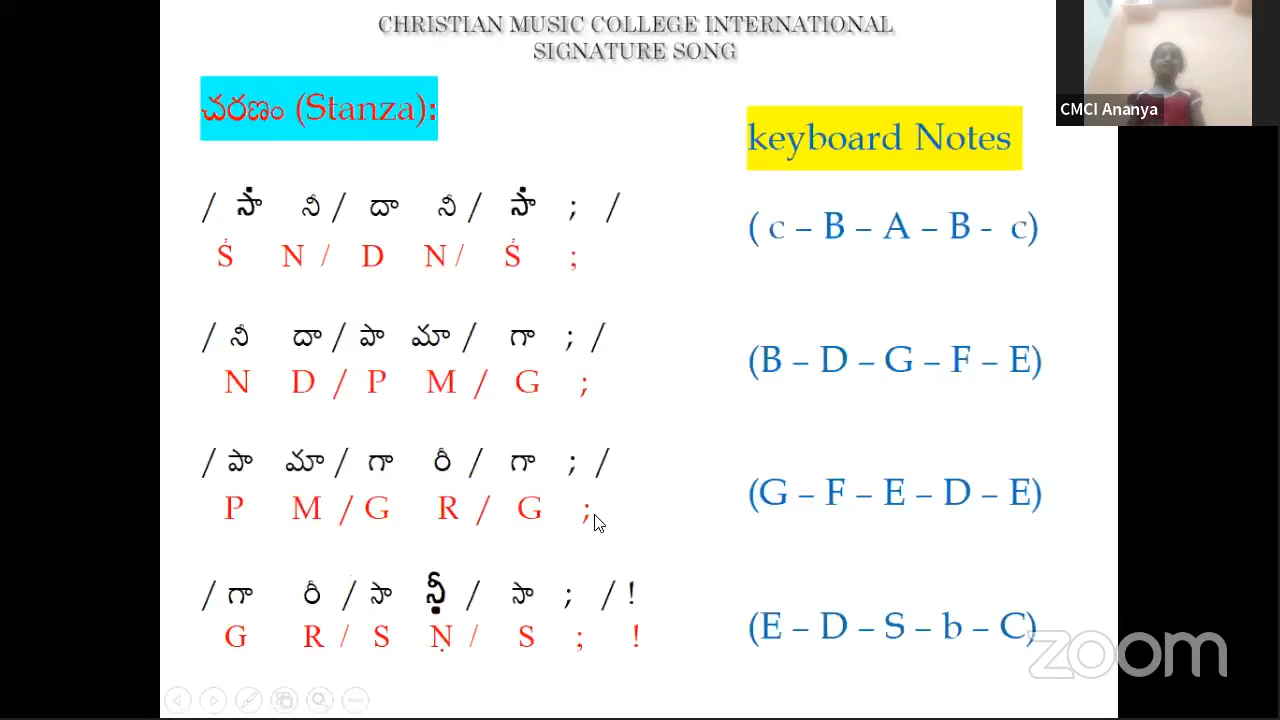 CHRISTIAN MUSIC COLLEGE INTERNATIONAL
SIGNATURE SONG
CMCI Ananya
చరణం (Stanza):
keyboard Notes
/ సాׄ నీ / దా నీ / సాׄ ; /
Ṡ N / D N / Ṡ ;
( c – B – A – B - c)
/ నీ దా / పా మా / గా ; /
N D / P M / G ;
(B – D – G – F – E)
/ పా మా / గా రీ / గా ; /
P M / G R / G ;
(G – F – E – D – E)
/ గా రీ / సా నీ̣ / సా ; / !
G R / S Ṇ / S ; !
(E – D – S – b – C)
zoom